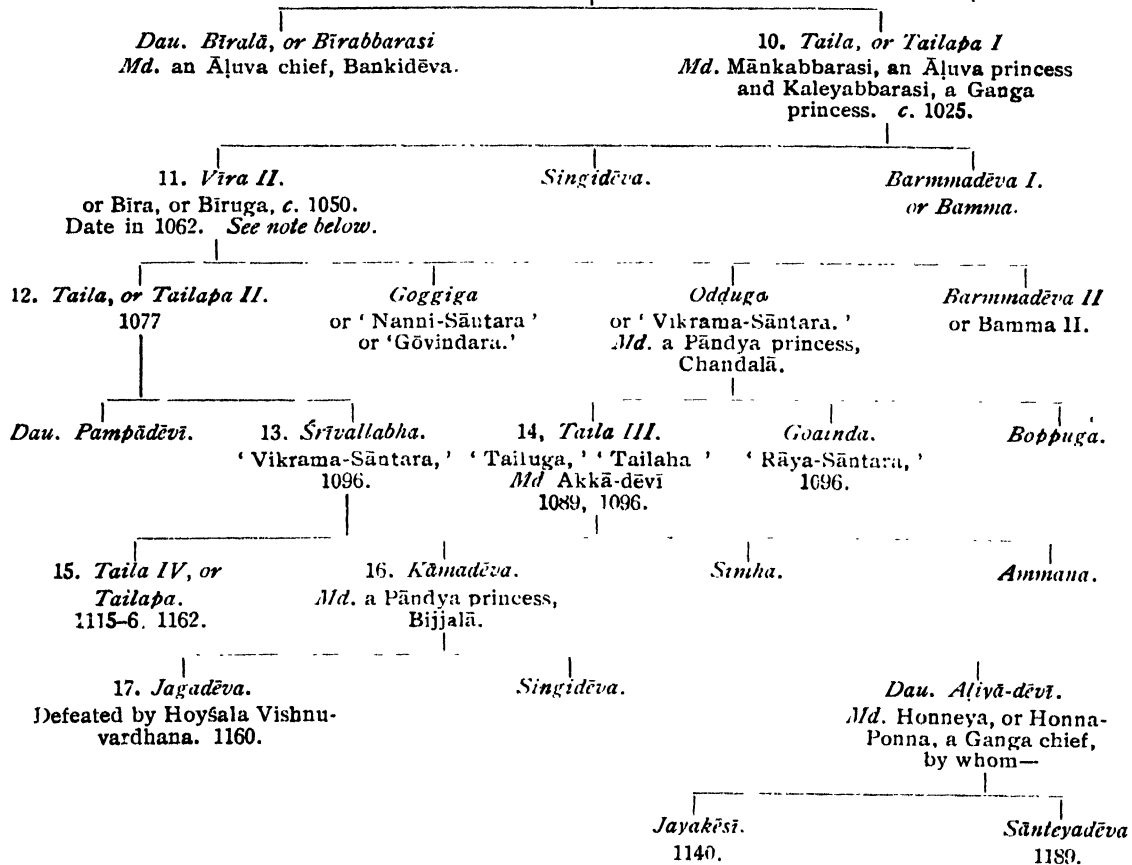 Dau. Bīralā, or Bīrabbarasi
Md. an Āḷuva chief, Bankidēva.
10. Taila, or Tailapa I
Md. Mānkabbarasi, an Āḷuva princess
and Kaleyabbarasi, a Ganga
princess. c. 1025.
11. Vīra II.
or Bīra, or Bīruga, c. 1050.
Date in 1062. See note below.
Singidēva.
Barmmadēva I.
or Bamma.
12. Taila, or Tailapa II.
1077
Goggiga
or ‘ Nanni-Sāntara ’
or ‘Gōvindara.’
Oḍḍuga
or ‘ Vikrama-Sāntara. ’
Md. a Pāndya princess,
Chandalā.
Barmmadēva II
or Bamma II.
Dau. Pampādēvī.
13. Śrīvallabha.
‘ Vikrama-Sāntara, ’
1096.
14, Taila III.
‘ Tailuga, ’ ‘ Tailaha ’
Md Akkā-dēvī
1089, 1096.
Goainda.
‘ Rāya-Sāntara, ’
1096.
Boppuga.
15. Taila IV, or
Tailapa.
1115-6. 1162.
16. Kāmadēva.
Md. a Pāndya princess,
Bijjalā.
Simha.
Ammana.
17. Jagadēva.
Defeated by Hoyśala Vishnu-
vardhana. 1160.
Singidēva.
Dau. Aḷiyā-dēvī.
Md. Honneya, or Honna-
Ponna, a Ganga chief,
by whom—
Jayakēsī.
1140.
Sānteyadēva
1189.